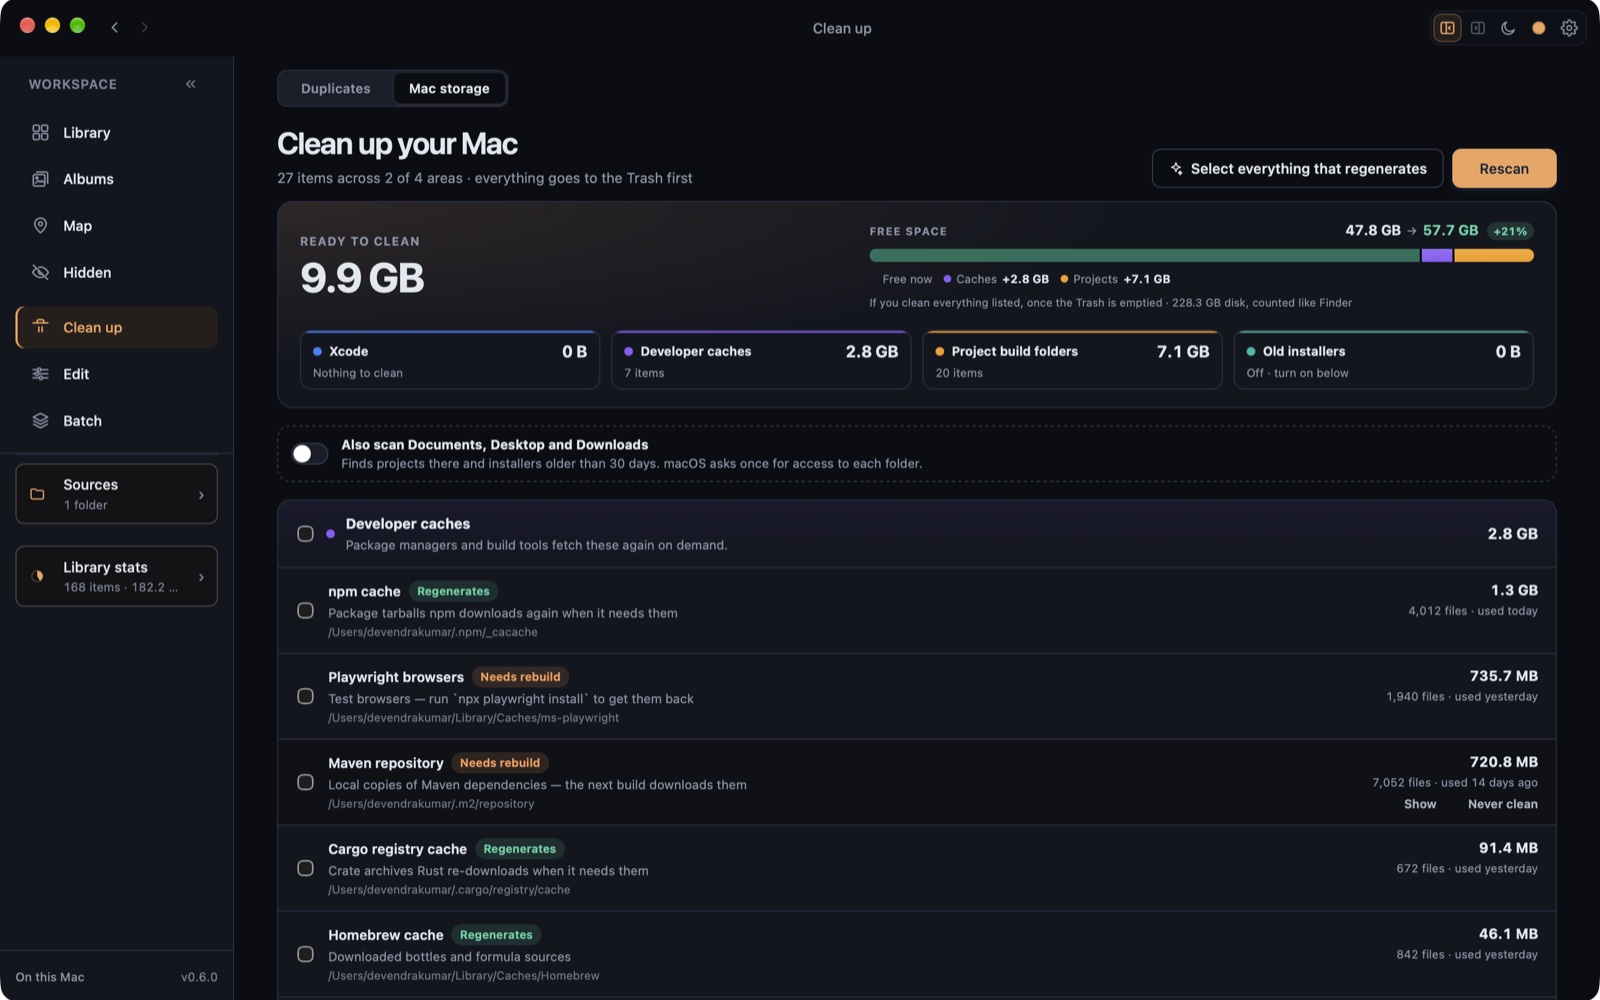 Clean up
WORKSPACE
Library
Albums
Map
Hidden
Clean up
Edit
Batch
Sources
1 folder
Library stats
168 items · 182.2 ...
On this Mac
v0.6.0
Duplicates
Mac storage
Clean up your Mac
27 items across 2 of 4 areas · everything goes to the Trash first
Select everything that regenerates
Rescan
READY TO CLEAN
9.9 GB
FREE SPACE
47.8 GB → 57.7 GB +21%
Free now Caches +2.8 GB Projects +7.1 GB
If you clean everything listed, once the Trash is emptied · 228.3 GB disk, counted like Finder
Xcode 0 B
Nothing to clean
Developer caches 2.8 GB
7 items
Project build folders 7.1 GB
20 items
Old installers 0 B
Off · turn on below
Also scan Documents, Desktop and Downloads
Finds projects there and installers older than 30 days. macOS asks once for access to each folder.
Developer caches
Package managers and build tools fetch these again on demand.
2.8 GB
npm cache Regenerates
Package tarballs npm downloads again when it needs them
/Users/devendrakumar/.npm/_cacache
1.3 GB
4,012 files · used today
Playwright browsers Needs rebuild
Test browsers — run `npx playwright install` to get them back
/Users/devendrakumar/Library/Caches/ms-playwright
735.7 MB
1,940 files · used yesterday
Maven repository Needs rebuild
Local copies of Maven dependencies — the next build downloads them
/Users/devendrakumar/.m2/repository
720.8 MB
7,052 files · used 14 days ago
Show Never clean
Cargo registry cache Regenerates
Crate archives Rust re-downloads when it needs them
/Users/devendrakumar/.cargo/registry/cache
91.4 MB
672 files · used yesterday
Homebrew cache Regenerates
Downloaded bottles and formula sources
/Users/devendrakumar/Library/Caches/Homebrew
46.1 MB
842 files · used yesterday